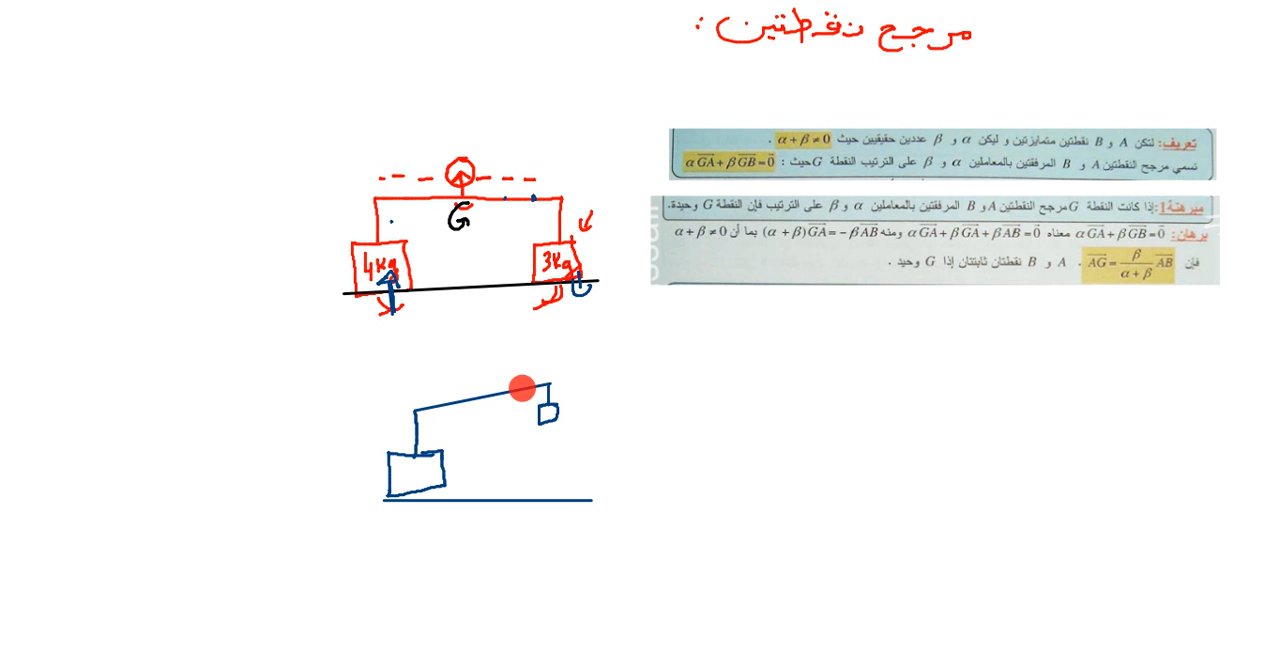 مرجع نقطتين :
تعريف: لتكن A و B نقطتين متمايزتين و ليكن α و β عددين حقيقيين حيث α + β ≠ 0 .
نسمي مرجح النقطتين A و B المرفقتين بالمعاملين α و β على الترتيب النقطة G حيث : α GA + β GB = 0
مبرهنة 1: إذا كانت النقطة G مرجح النقطتين A و B المرفقتين بالمعاملين α و β على الترتيب فإن النقطة G وحيدة.
برهان: α GA + β GB = 0 معناه α GA + β GA + β AB = 0 ومنه (α + β) GA = − β AB بما أن α + β ≠ 0
فإن AG = β/(α + β) AB . A و B نقطتان ثابتتان إذا G وحيد .
G
4kg
3kg